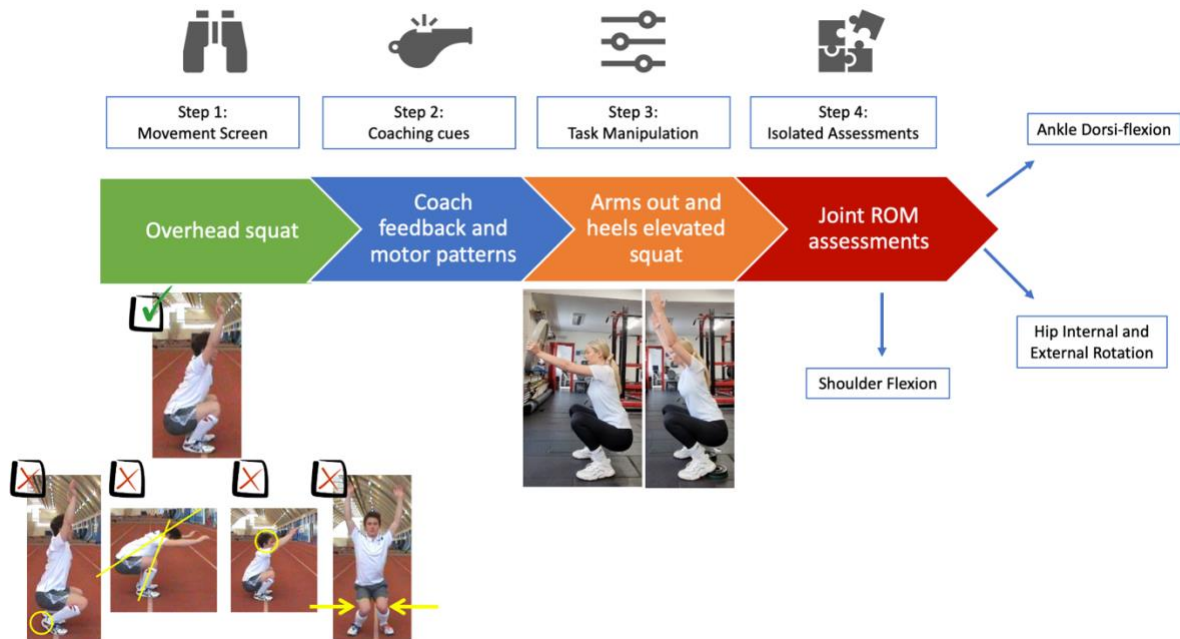 Step 1:
Movement Screen
Step 2:
Coaching cues
Step 3:
Task Manipulation
Step 4:
Isolated Assessments
Ankle Dorsi-flexion
Overhead squat
Coach
feedback and
motor patterns
Arms out and
heels elevated
squat
Joint ROM
assessments
Hip Internal and
External Rotation
Shoulder Flexion